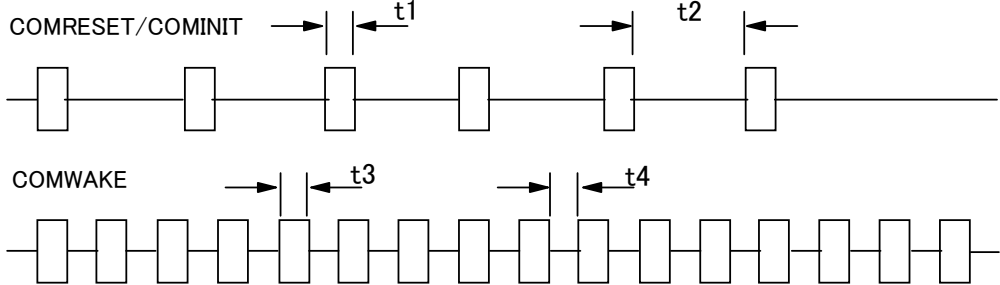 COMRESET/COMINIT
t1
t2
COMWAKE
t3
t4